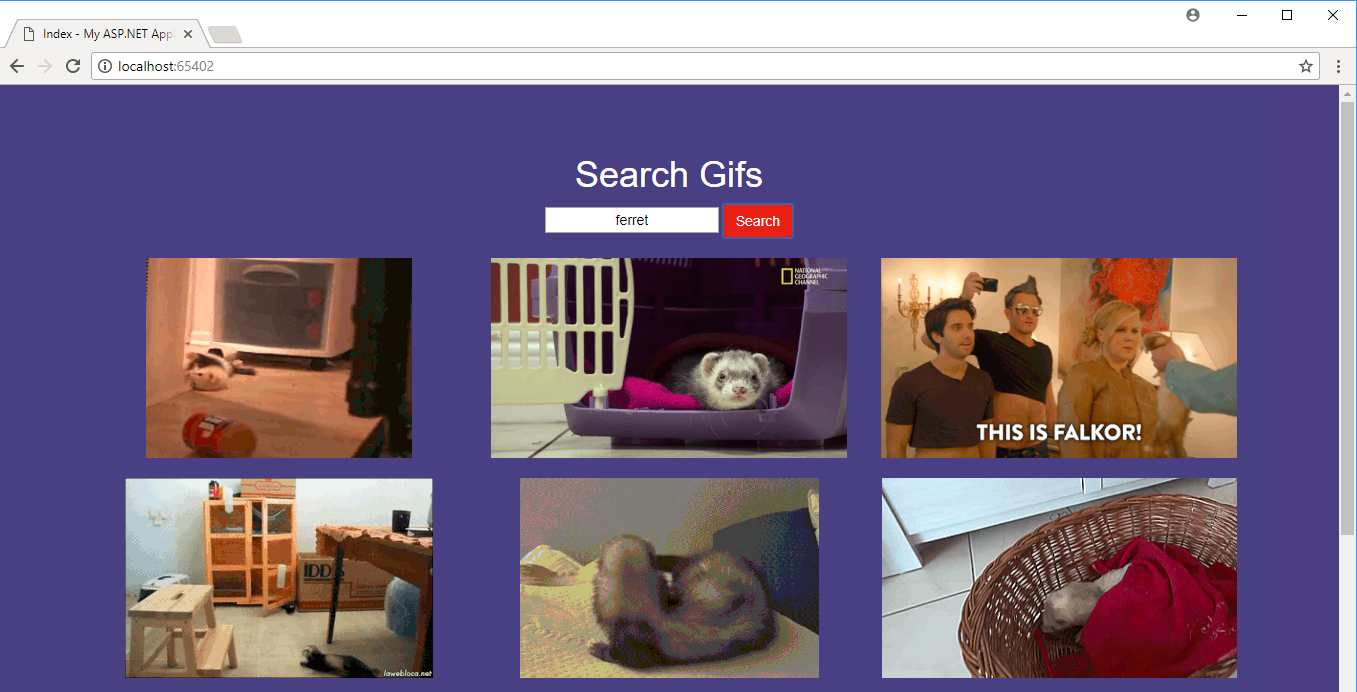 Index - My ASP.NET App
localhost:65402
Search Gifs
ferret
Search
NATIONAL
GEOGRAPHIC
CHANNEL
THIS IS FALKOR!
IDD
lawebloca.net